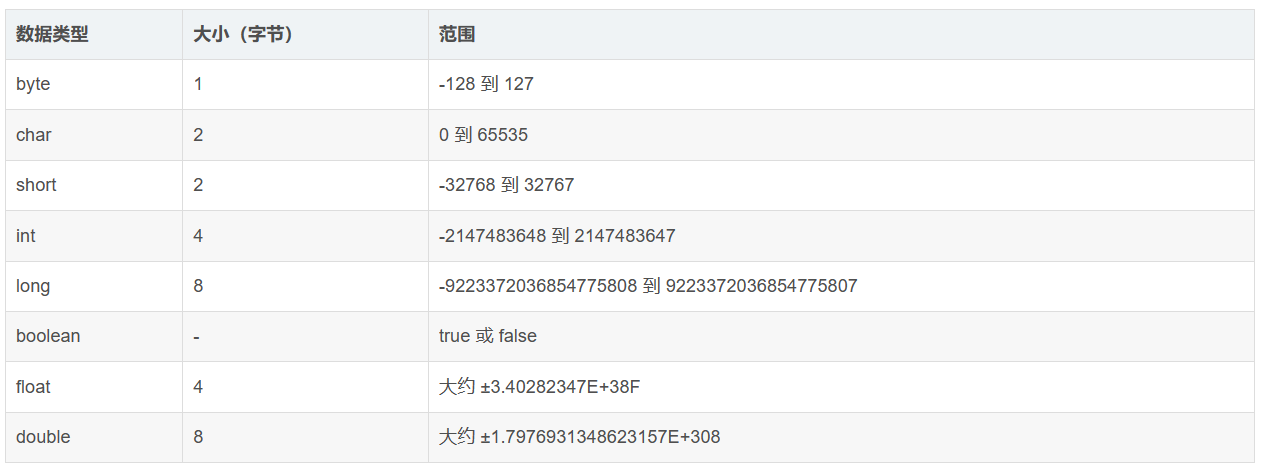 数据类型 大小（字节） 范围
byte 1 -128 到 127
char 2 0 到 65535
short 2 -32768 到 32767
int 4 -2147483648 到 2147483647
long 8 -9223372036854775808 到 9223372036854775807
boolean - true 或 false
float 4 大约 ±3.40282347E+38F
double 8 大约 ±1.7976931348623157E+308